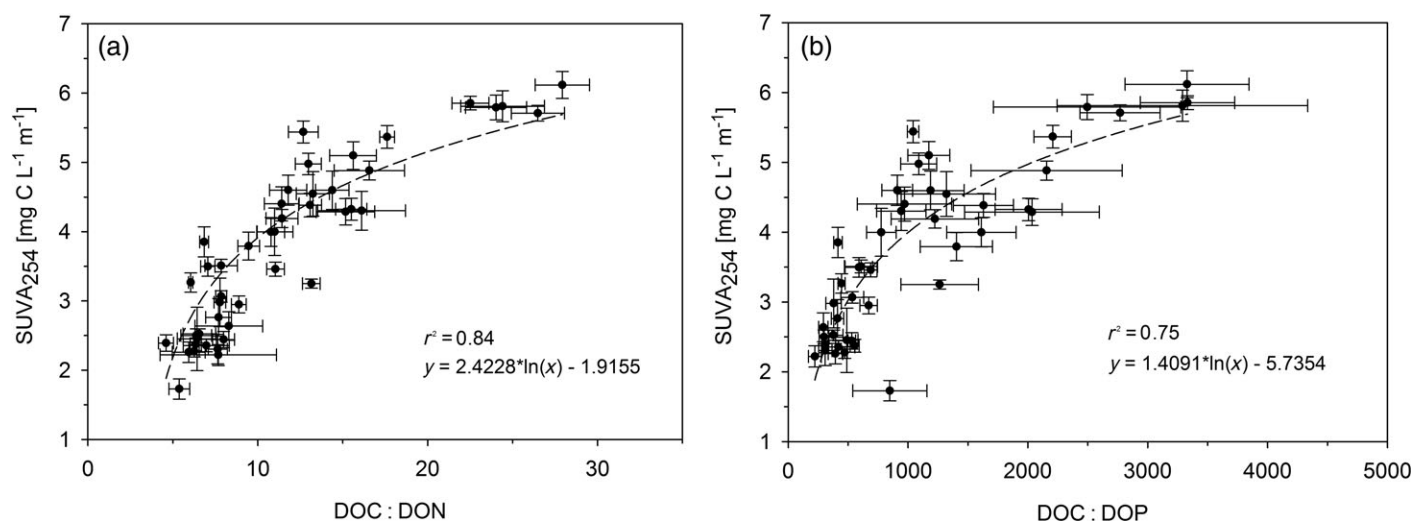 (a)
7
6
5
4
3
2
1
SUVA254 [mg C L-1 m-1]
r2 = 0.84
y = 2.4228*ln(x) - 1.9155
0 10 20 30
DOC : DON
(b)
7
6
5
4
3
2
1
SUVA254 [mg C L-1 m-1]
r2 = 0.75
y = 1.4091*ln(x) - 5.7354
0 1000 2000 3000 4000 5000
DOC : DOP